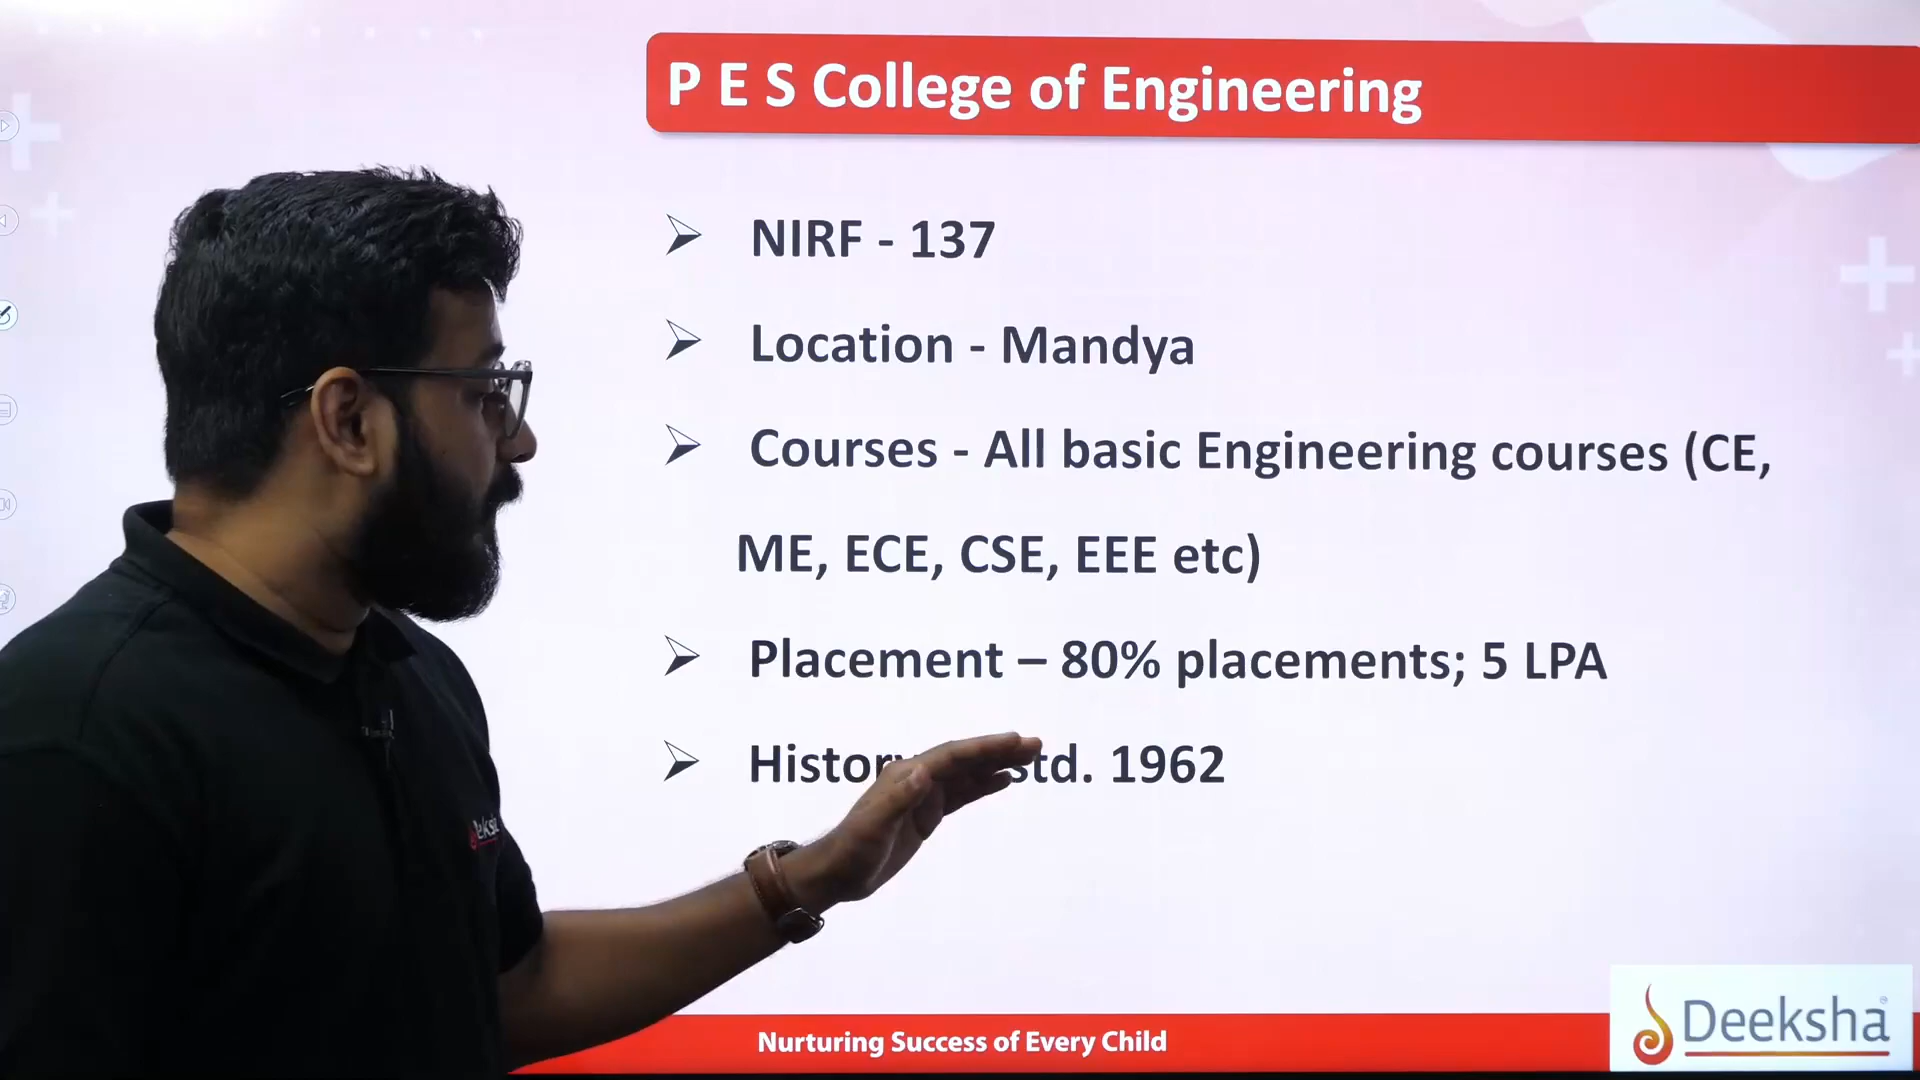 P E S College of Engineering
NIRF - 137
Location - Mandya
Courses - All basic Engineering courses (CE,
ME, ECE, CSE, EEE etc)
Placement – 80% placements; 5 LPA
std. 1962
Nurturing Success of Every Child
Deeksha